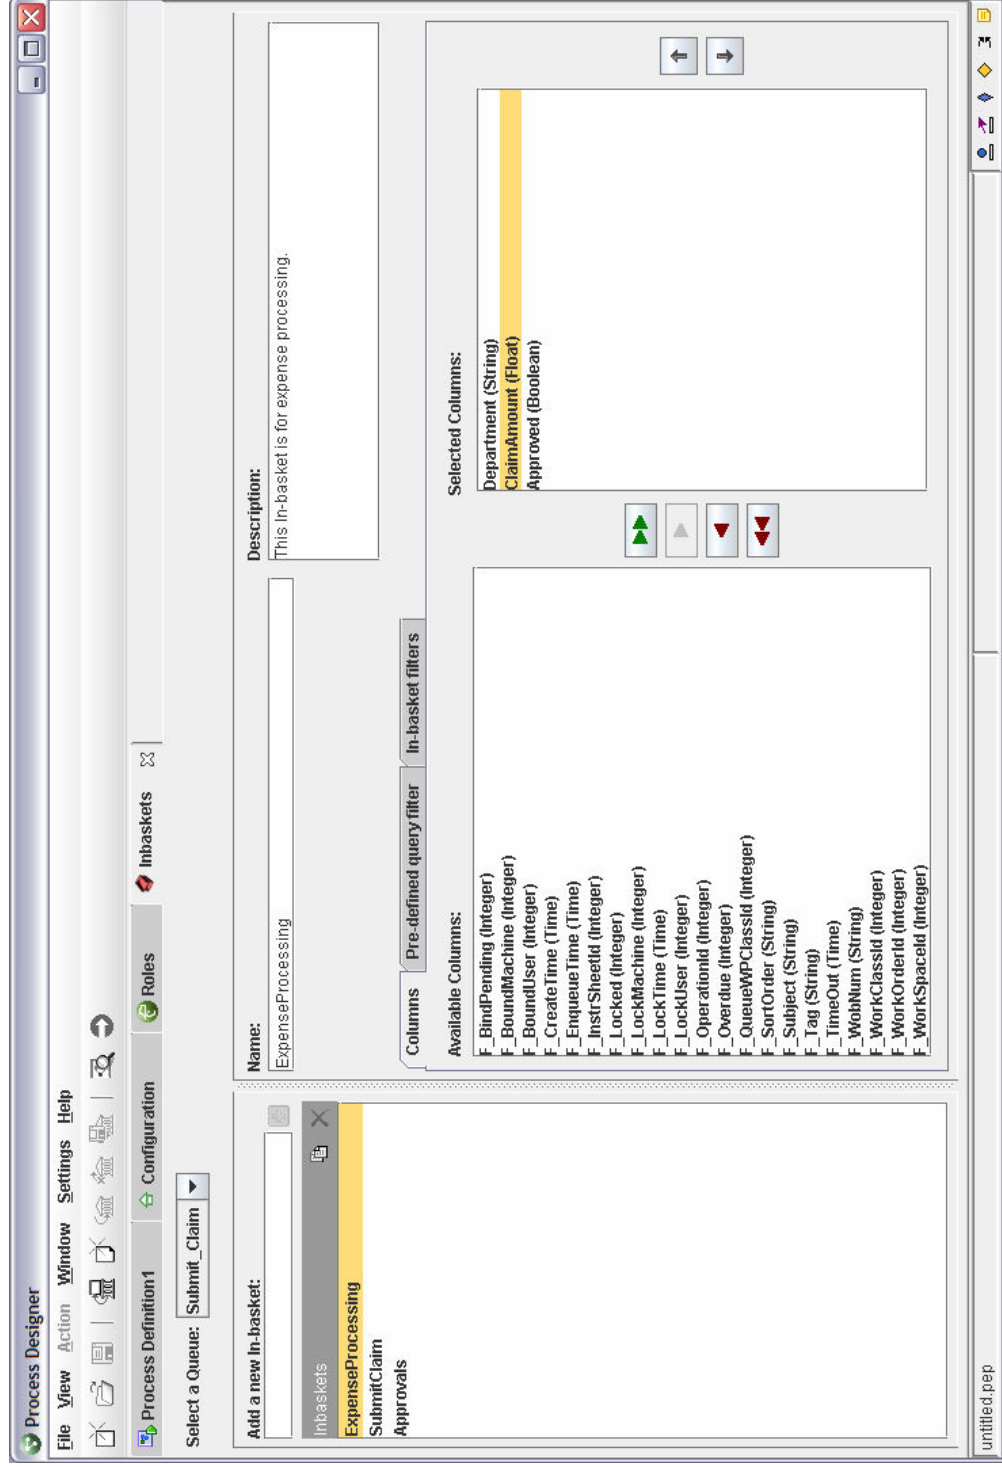 Process Designer
File View Action Window Settings Help
Process Definition1 Configuration Roles Inbaskets
Select a Queue: Submit_Claim
Add a new In-basket:
Inbaskets
ExpenseProcessing
SubmitClaim
Approvals
Name:
ExpenseProcessing
Description:
This In-basket is for expense processing.
Columns Pre-defined query filter In-basket filters
Available Columns:
F_BindPending (Integer)
F_BoundMachine (Integer)
F_BoundUser (Integer)
F_CreateTime (Time)
F_EnqueueTime (Time)
F_InstrSheetId (Integer)
F_Locked (Integer)
F_LockMachine (Integer)
F_LockTime (Time)
F_LockUser (Integer)
F_OperationId (Integer)
F_Overdue (Integer)
F_QueueWPClassId (Integer)
F_SortOrder (String)
F_Subject (String)
F_Tag (String)
F_TimeOut (Time)
F_WobNum (String)
F_WorkClassId (Integer)
F_WorkOrderId (Integer)
F_WorkSpaceId (Integer)
Selected Columns:
Department (String)
ClaimAmount (Float)
Approved (Boolean)
untitled.pep